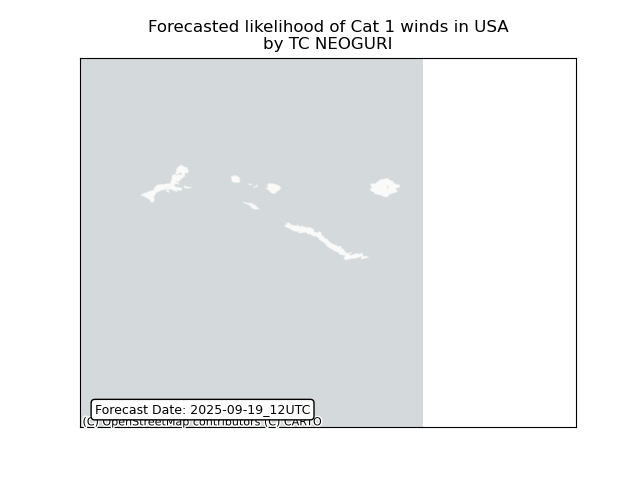 Forecasted likelihood of Cat 1 winds in USA
by TC NEOGURI
Forecast Date: 2025-09-19_12UTC
(C) OpenStreetMap contributors (C) CARTO